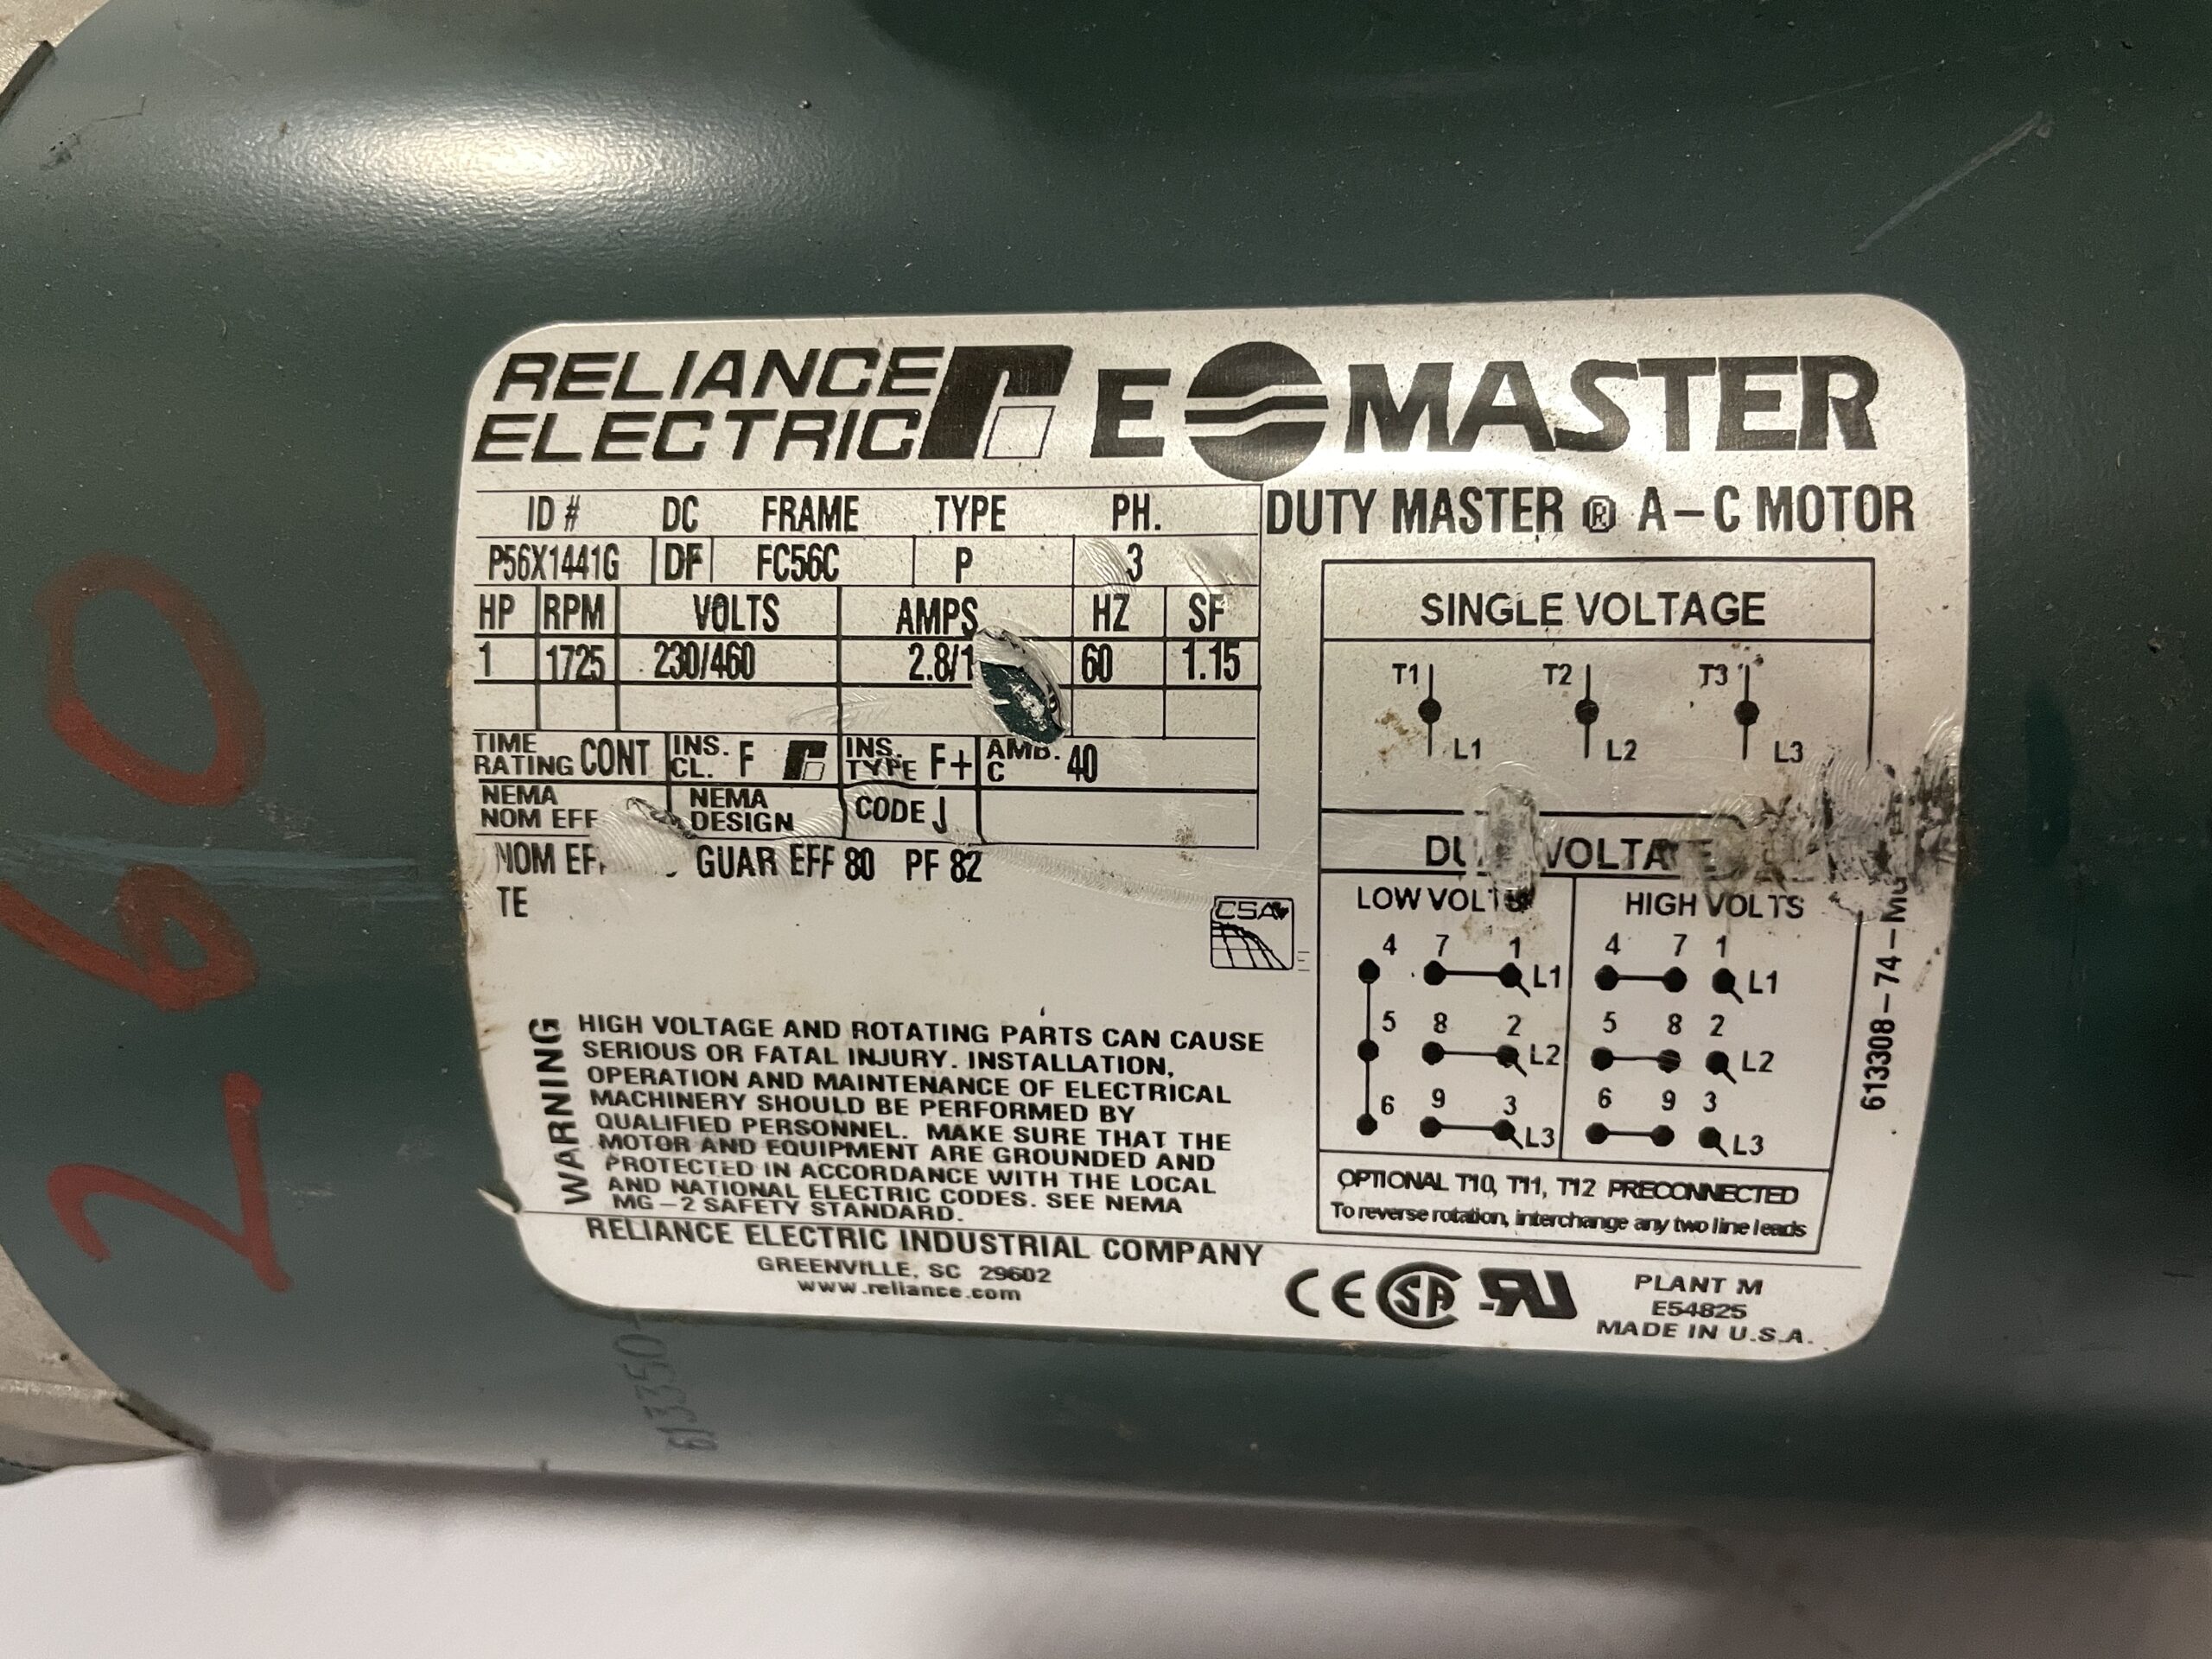 RELIANCE
ELECTRIC
E MASTER
DUTY MASTER ® A-C MOTOR
ID # DC FRAME TYPE PH.
P56X1441G DF FC56C P 3
HP RPM VOLTS AMPS HZ SF
1 1725 230/460 2.8/1 60 1.15
TIME RATING CONT INS. CL. F INS. TYPE F+ AMB. C 40
NEMA NOM EFF NEMA DESIGN CODE J
NOM EFF GUAR EFF 80 PF 82
TE
CSA
SINGLE VOLTAGE
T1 T2 T3
L1 L2 L3
LOW VOLTS HIGH VOLTS
4 7 1 4 7 1
L1 L1
5 8 2 5 8 2
L2 L2
6 9 3 6 9 3
L3 L3
OPTIONAL T10, T11, T12 PRECONNECTED
To reverse rotation, interchange any two line leads
613308-74-
WARNING
HIGH VOLTAGE AND ROTATING PARTS CAN CAUSE
SERIOUS OR FATAL INJURY. INSTALLATION,
OPERATION AND MAINTENANCE OF ELECTRICAL
MACHINERY SHOULD BE PERFORMED BY
QUALIFIED PERSONNEL. MAKE SURE THAT THE
MOTOR AND EQUIPMENT ARE GROUNDED AND
PROTECTED IN ACCORDANCE WITH THE LOCAL
AND NATIONAL ELECTRIC CODES. SEE NEMA
MG-2 SAFETY STANDARD.
RELIANCE ELECTRIC INDUSTRIAL COMPANY
GREENVILLE, SC 29602
www.reliance.com
CE
PLANT M
E54825
MADE IN U.S.A.
260
613350-